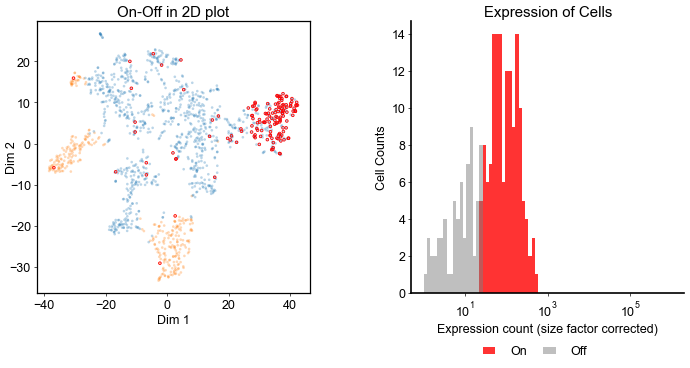 On-Off in 2D plot
Dim 2
20
10
0
−10
−20
−30
−40
−20
0
20
40
Dim 1
Expression of Cells
Cell Counts
14
12
10
8
6
4
2
0
10^1
10^3
10^5
Expression count (size factor corrected)
On
Off